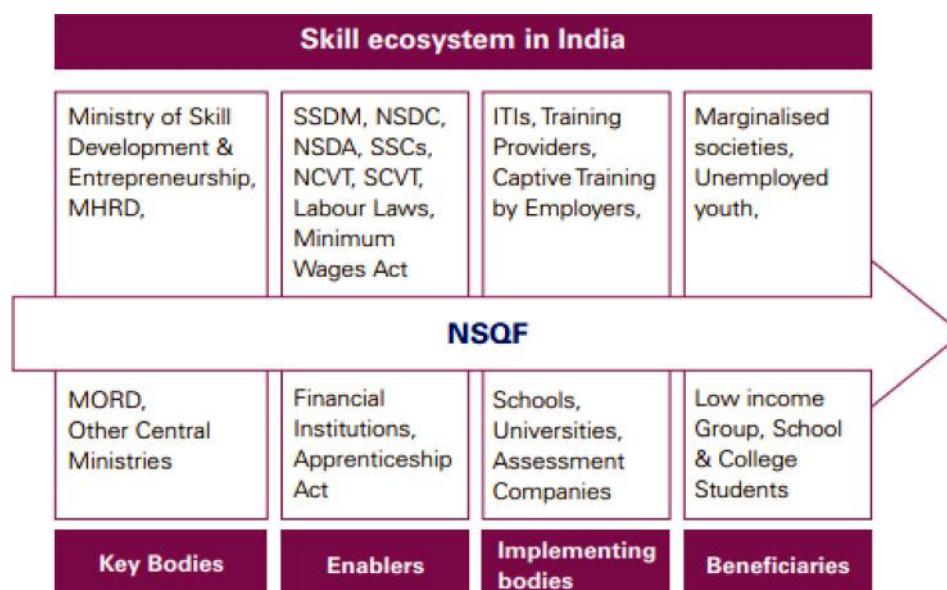 Skill ecosystem in India
Ministry of Skill
Development &
Entrepreneurship,
MHRD,
SSDM, NSDC,
NSDA, SSCs,
NCVT, SCVT,
Labour Laws,
Minimum
Wages Act
ITIs, Training
Providers,
Captive Training
by Employers,
Marginalised
societies,
Unemployed
youth,
NSQF
MORD,
Other Central
Ministries
Financial
Institutions,
Apprenticeship
Act
Schools,
Universities,
Assessment
Companies
Low income
Group, School
& College
Students
Key Bodies
Enablers
Implementing
bodies
Beneficiaries